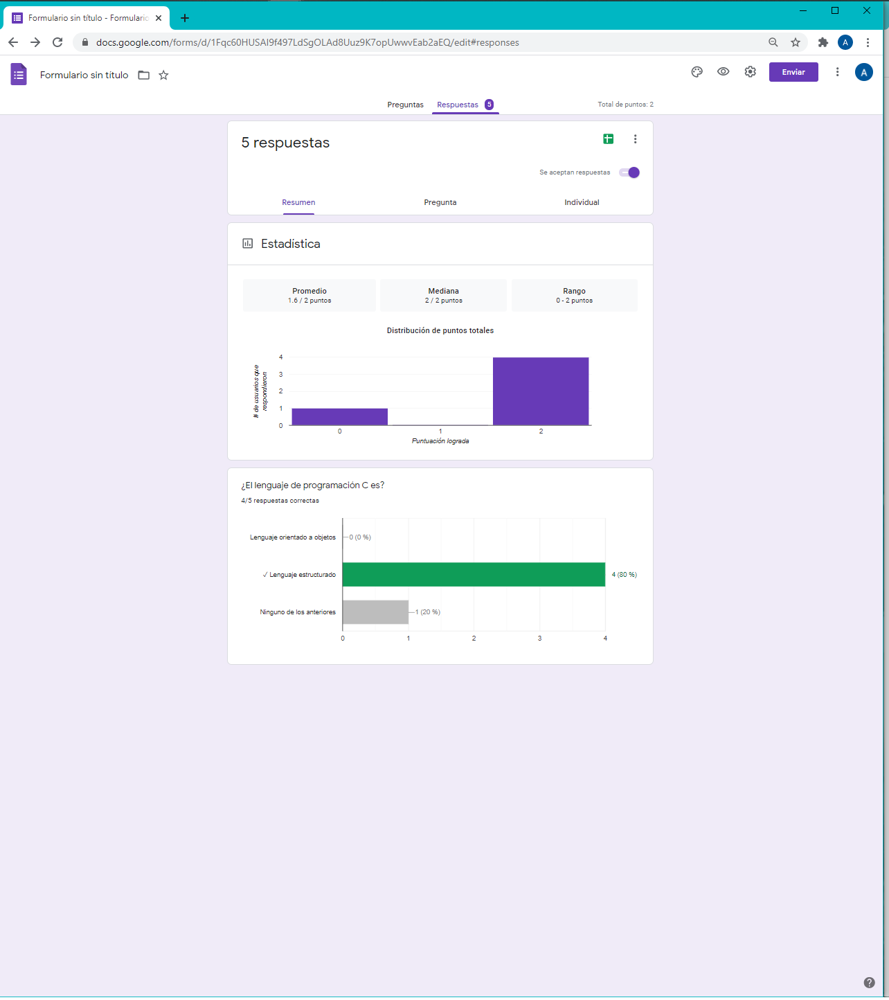 Formulario sin título - Formulario
docs.google.com/forms/d/1Fqc60HUSAI9f497LdSgOLAd8Uuz9K7opUwwvEab2aEQ/edit#responses
A
Formulario sin título
Enviar
A
Preguntas
Respuestas 5
Total de puntos: 2
5 respuestas
Se aceptan respuestas
Resumen
Pregunta
Individual
Estadística
Promedio
1.6 / 2 puntos
Mediana
2 / 2 puntos
Rango
0 - 2 puntos
Distribución de puntos totales
# de usuarios que
respondieron
4
3
2
1
0
0
1
2
Puntuación lograda
¿El lenguaje de programación C es?
4/5 respuestas correctas
Lenguaje orientado a objetos
0 (0 %)
✓ Lenguaje estructurado
4 (80 %)
Ninguno de los anteriores
1 (20 %)
0
1
2
3
4